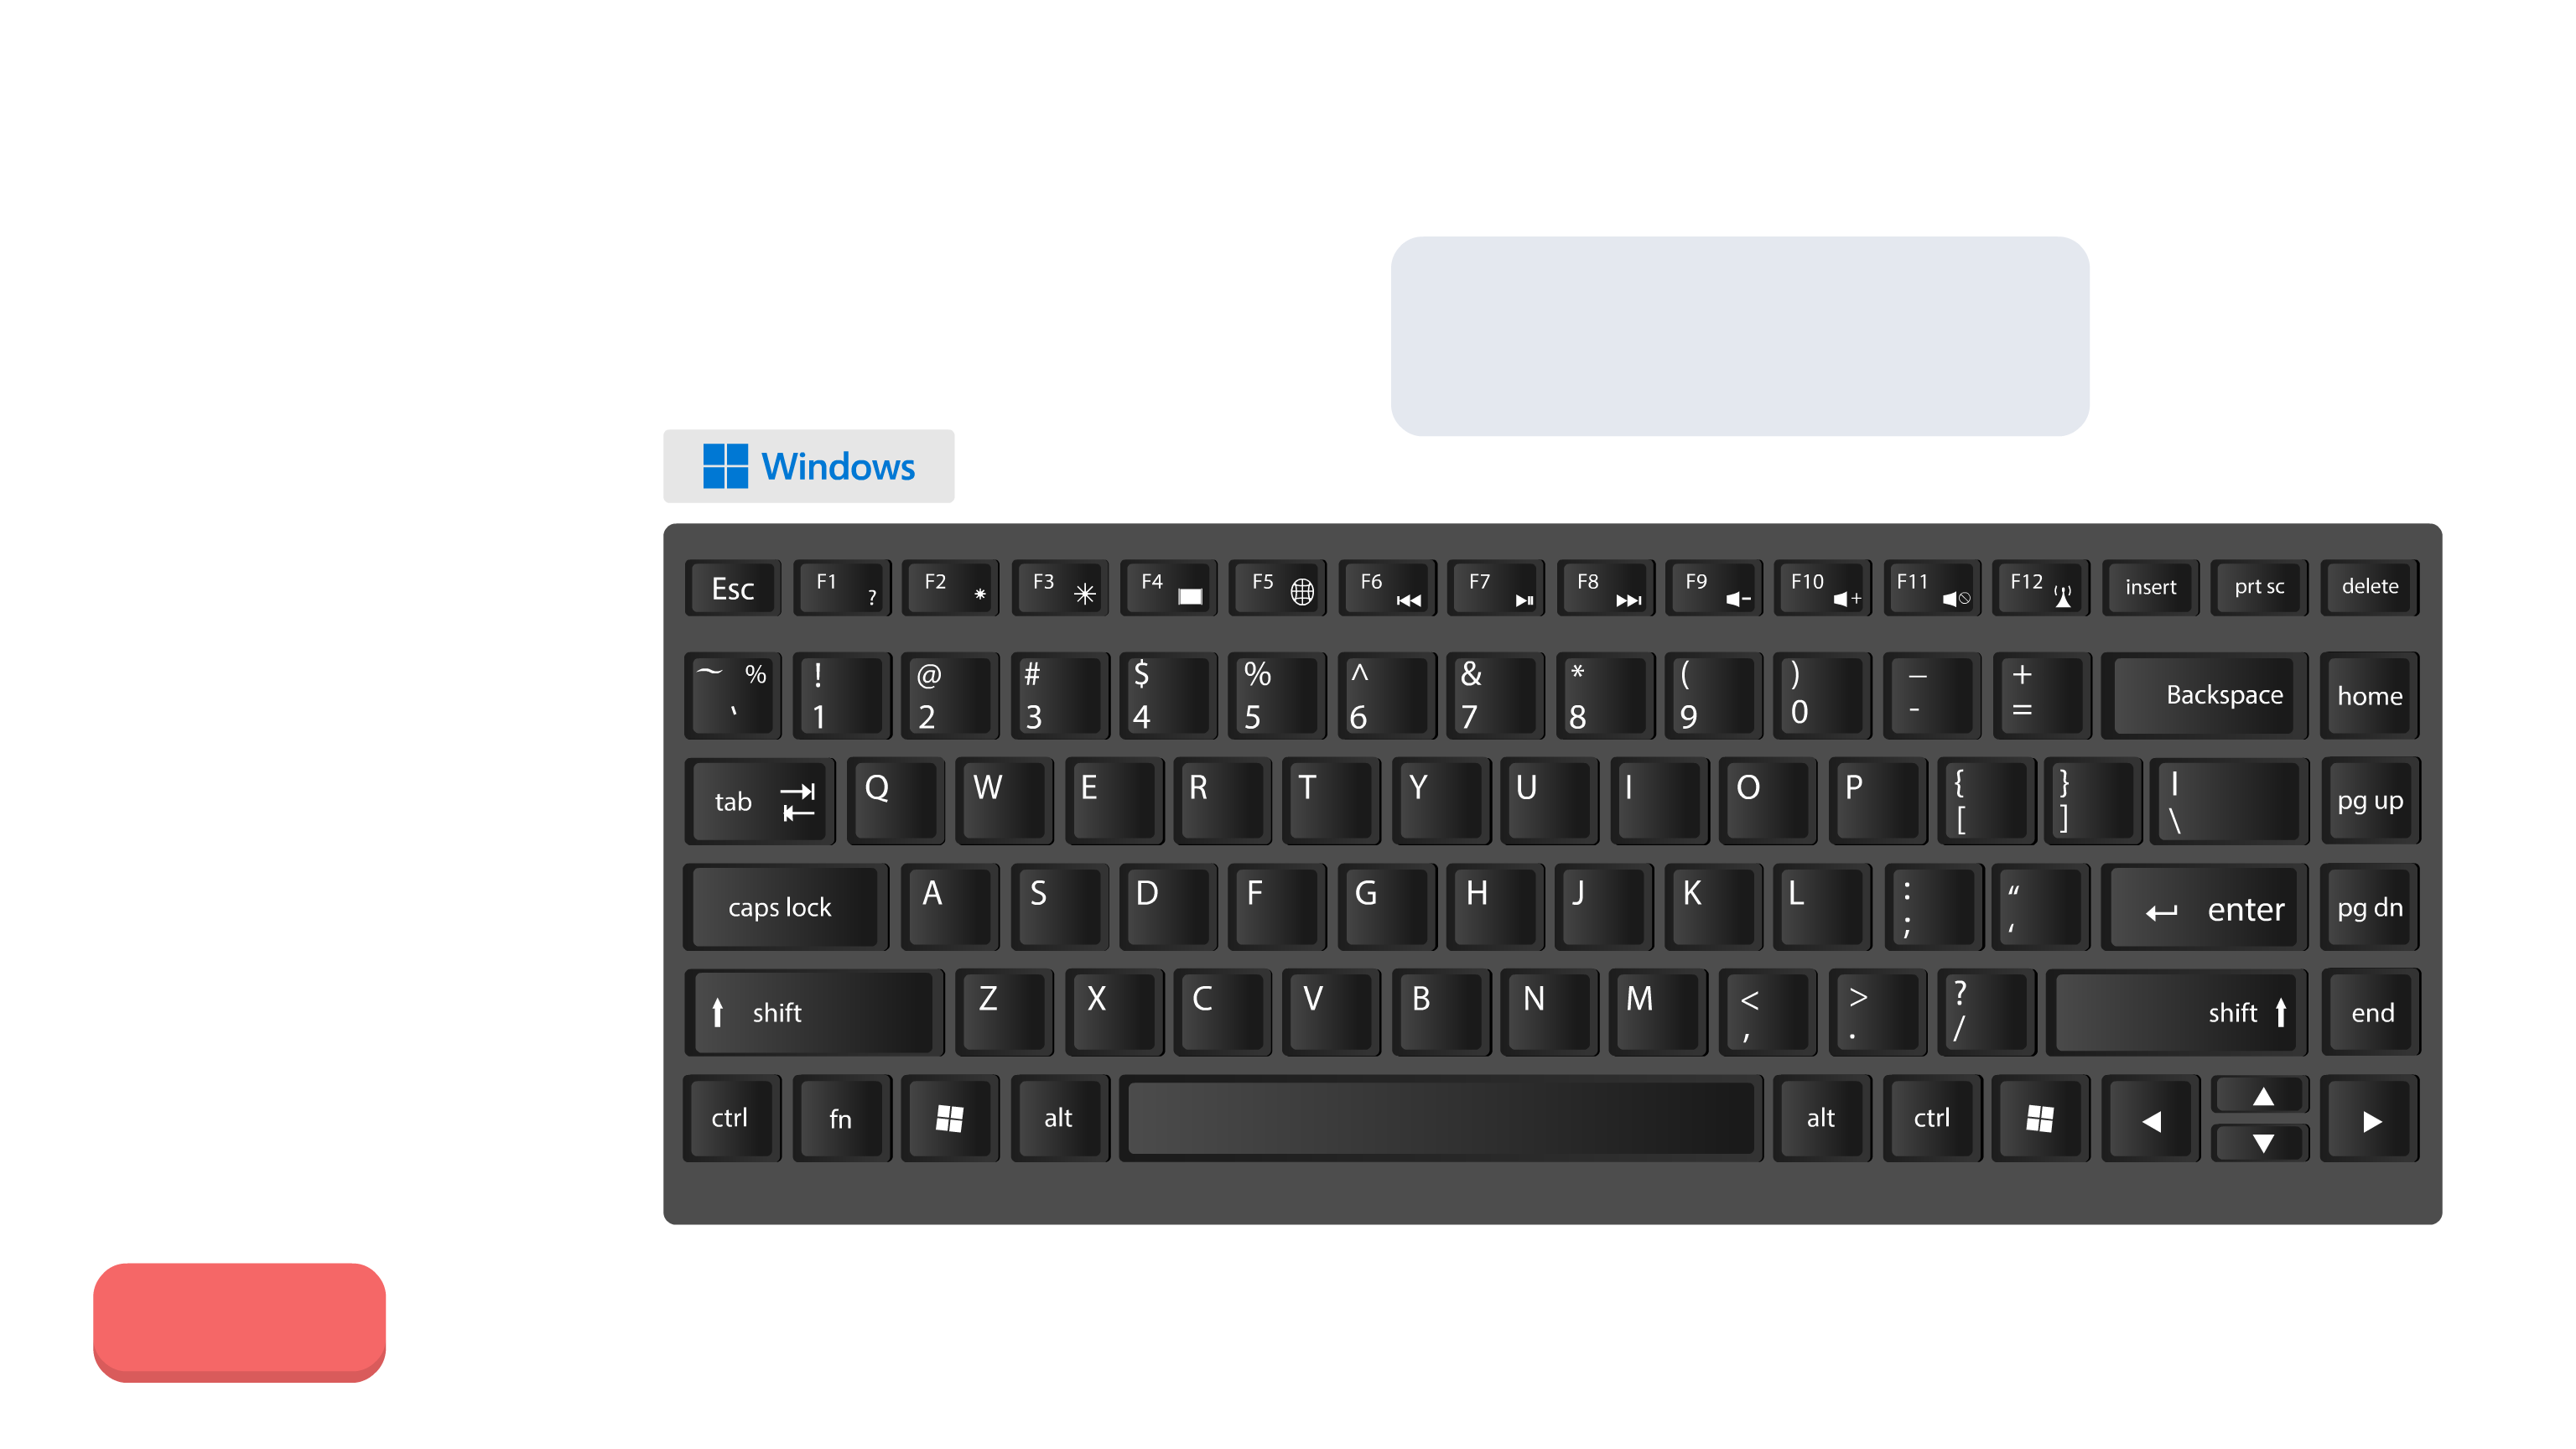 Windows
Esc F1 ? F2 F3 F4 F5 F6 F7 F8 F9 - F10 + F11 F12 insert prt sc delete
~ % ! @ # $ % ^ & * ( ) _ + Backspace home
` 1 2 3 4 5 6 7 8 9 0 - =
tab Q W E R T Y U I O P { } | pg up
[ ] \
caps lock A S D F G H J K L : “ enter pg dn
; ‘
shift Z X C V B N M < > ? shift end
, . /
ctrl fn alt alt ctrl